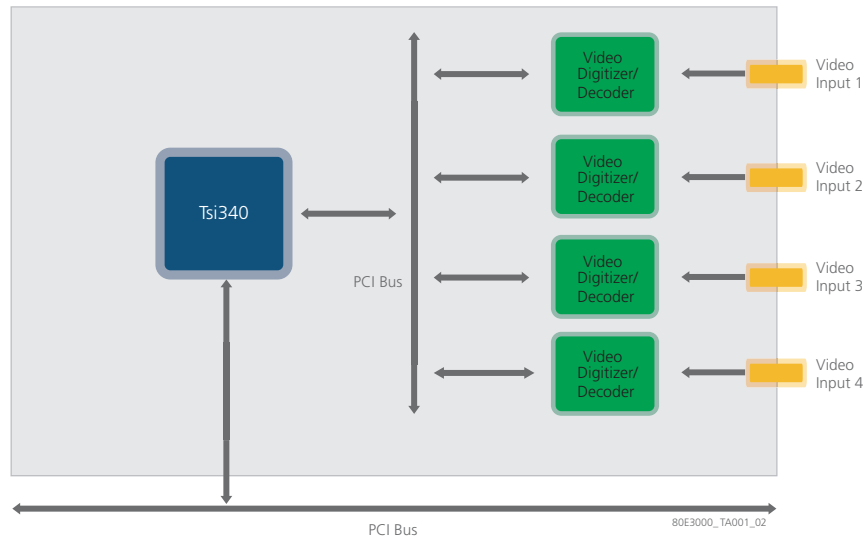 Video
Digitizer/
Decoder
Video
Input 1
Video
Digitizer/
Decoder
Video
Input 2
Tsi340
Video
Digitizer/
Decoder
Video
Input 3
PCI Bus
Video
Digitizer/
Decoder
Video
Input 4
80E3000_TA001_02
PCI Bus